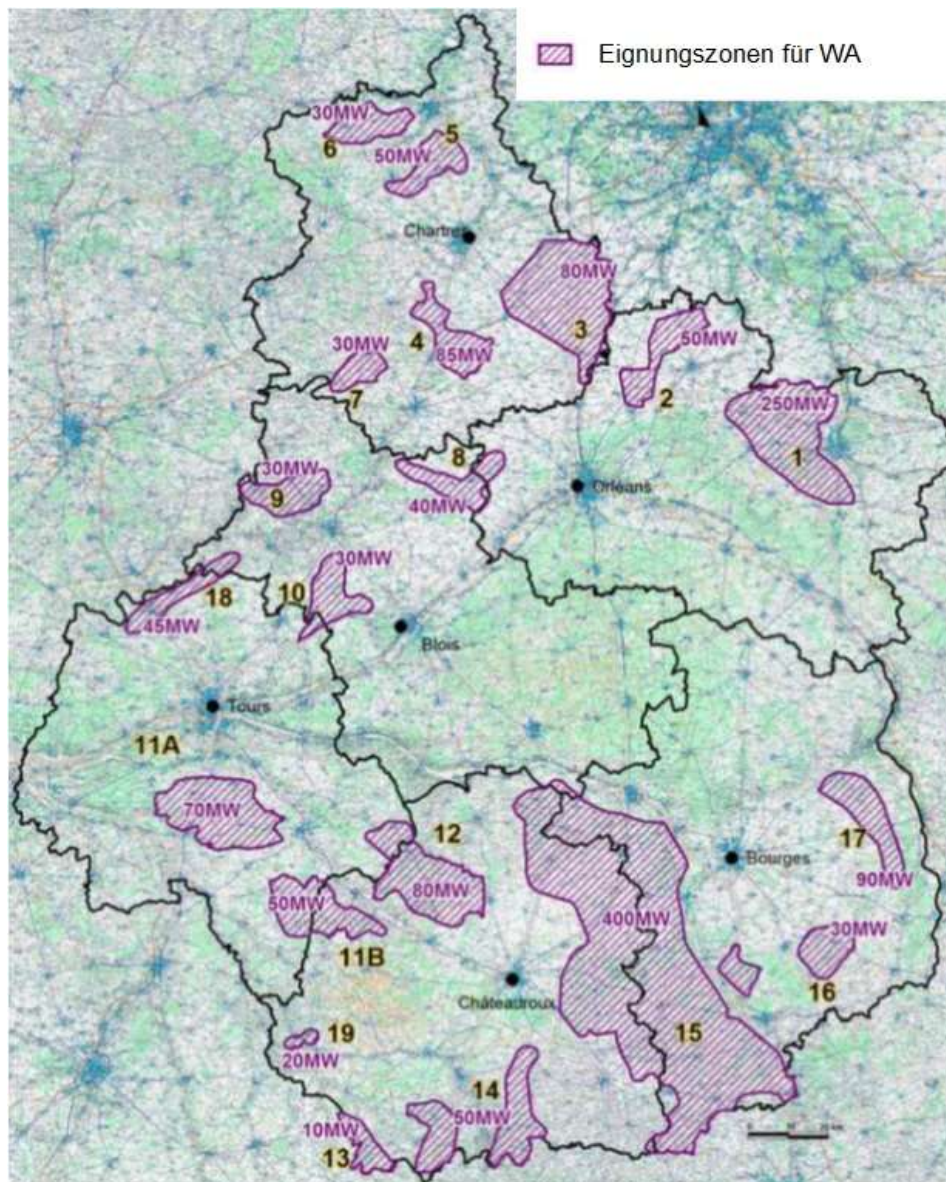 Eignungszonen für WA
30MW
6
5
50MW
Chartres
80MW
3
4
85MW
30MW
7
50MW
2
250MW
1
8
40MW
Orléans
30MW
9
30MW
10
18
45MW
Blois
Tours
11A
70MW
12
80MW
50MW
11B
17
90MW
Bourges
400MW
30MW
16
Châteauroux
15
19
20MW
14
50MW
10MW
13